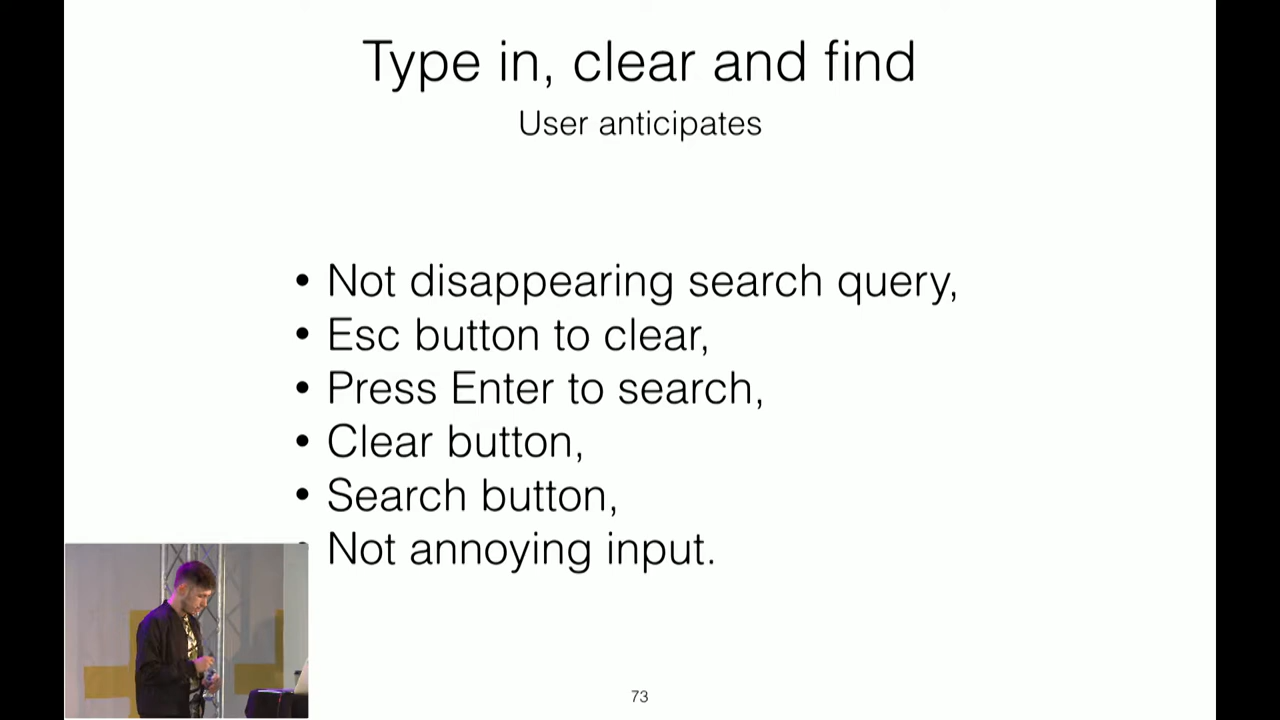 Type in, clear and find
User anticipates
• Not disappearing search query,
• Esc button to clear,
• Press Enter to search,
• Clear button,
• Search button,
• Not annoying input.
73